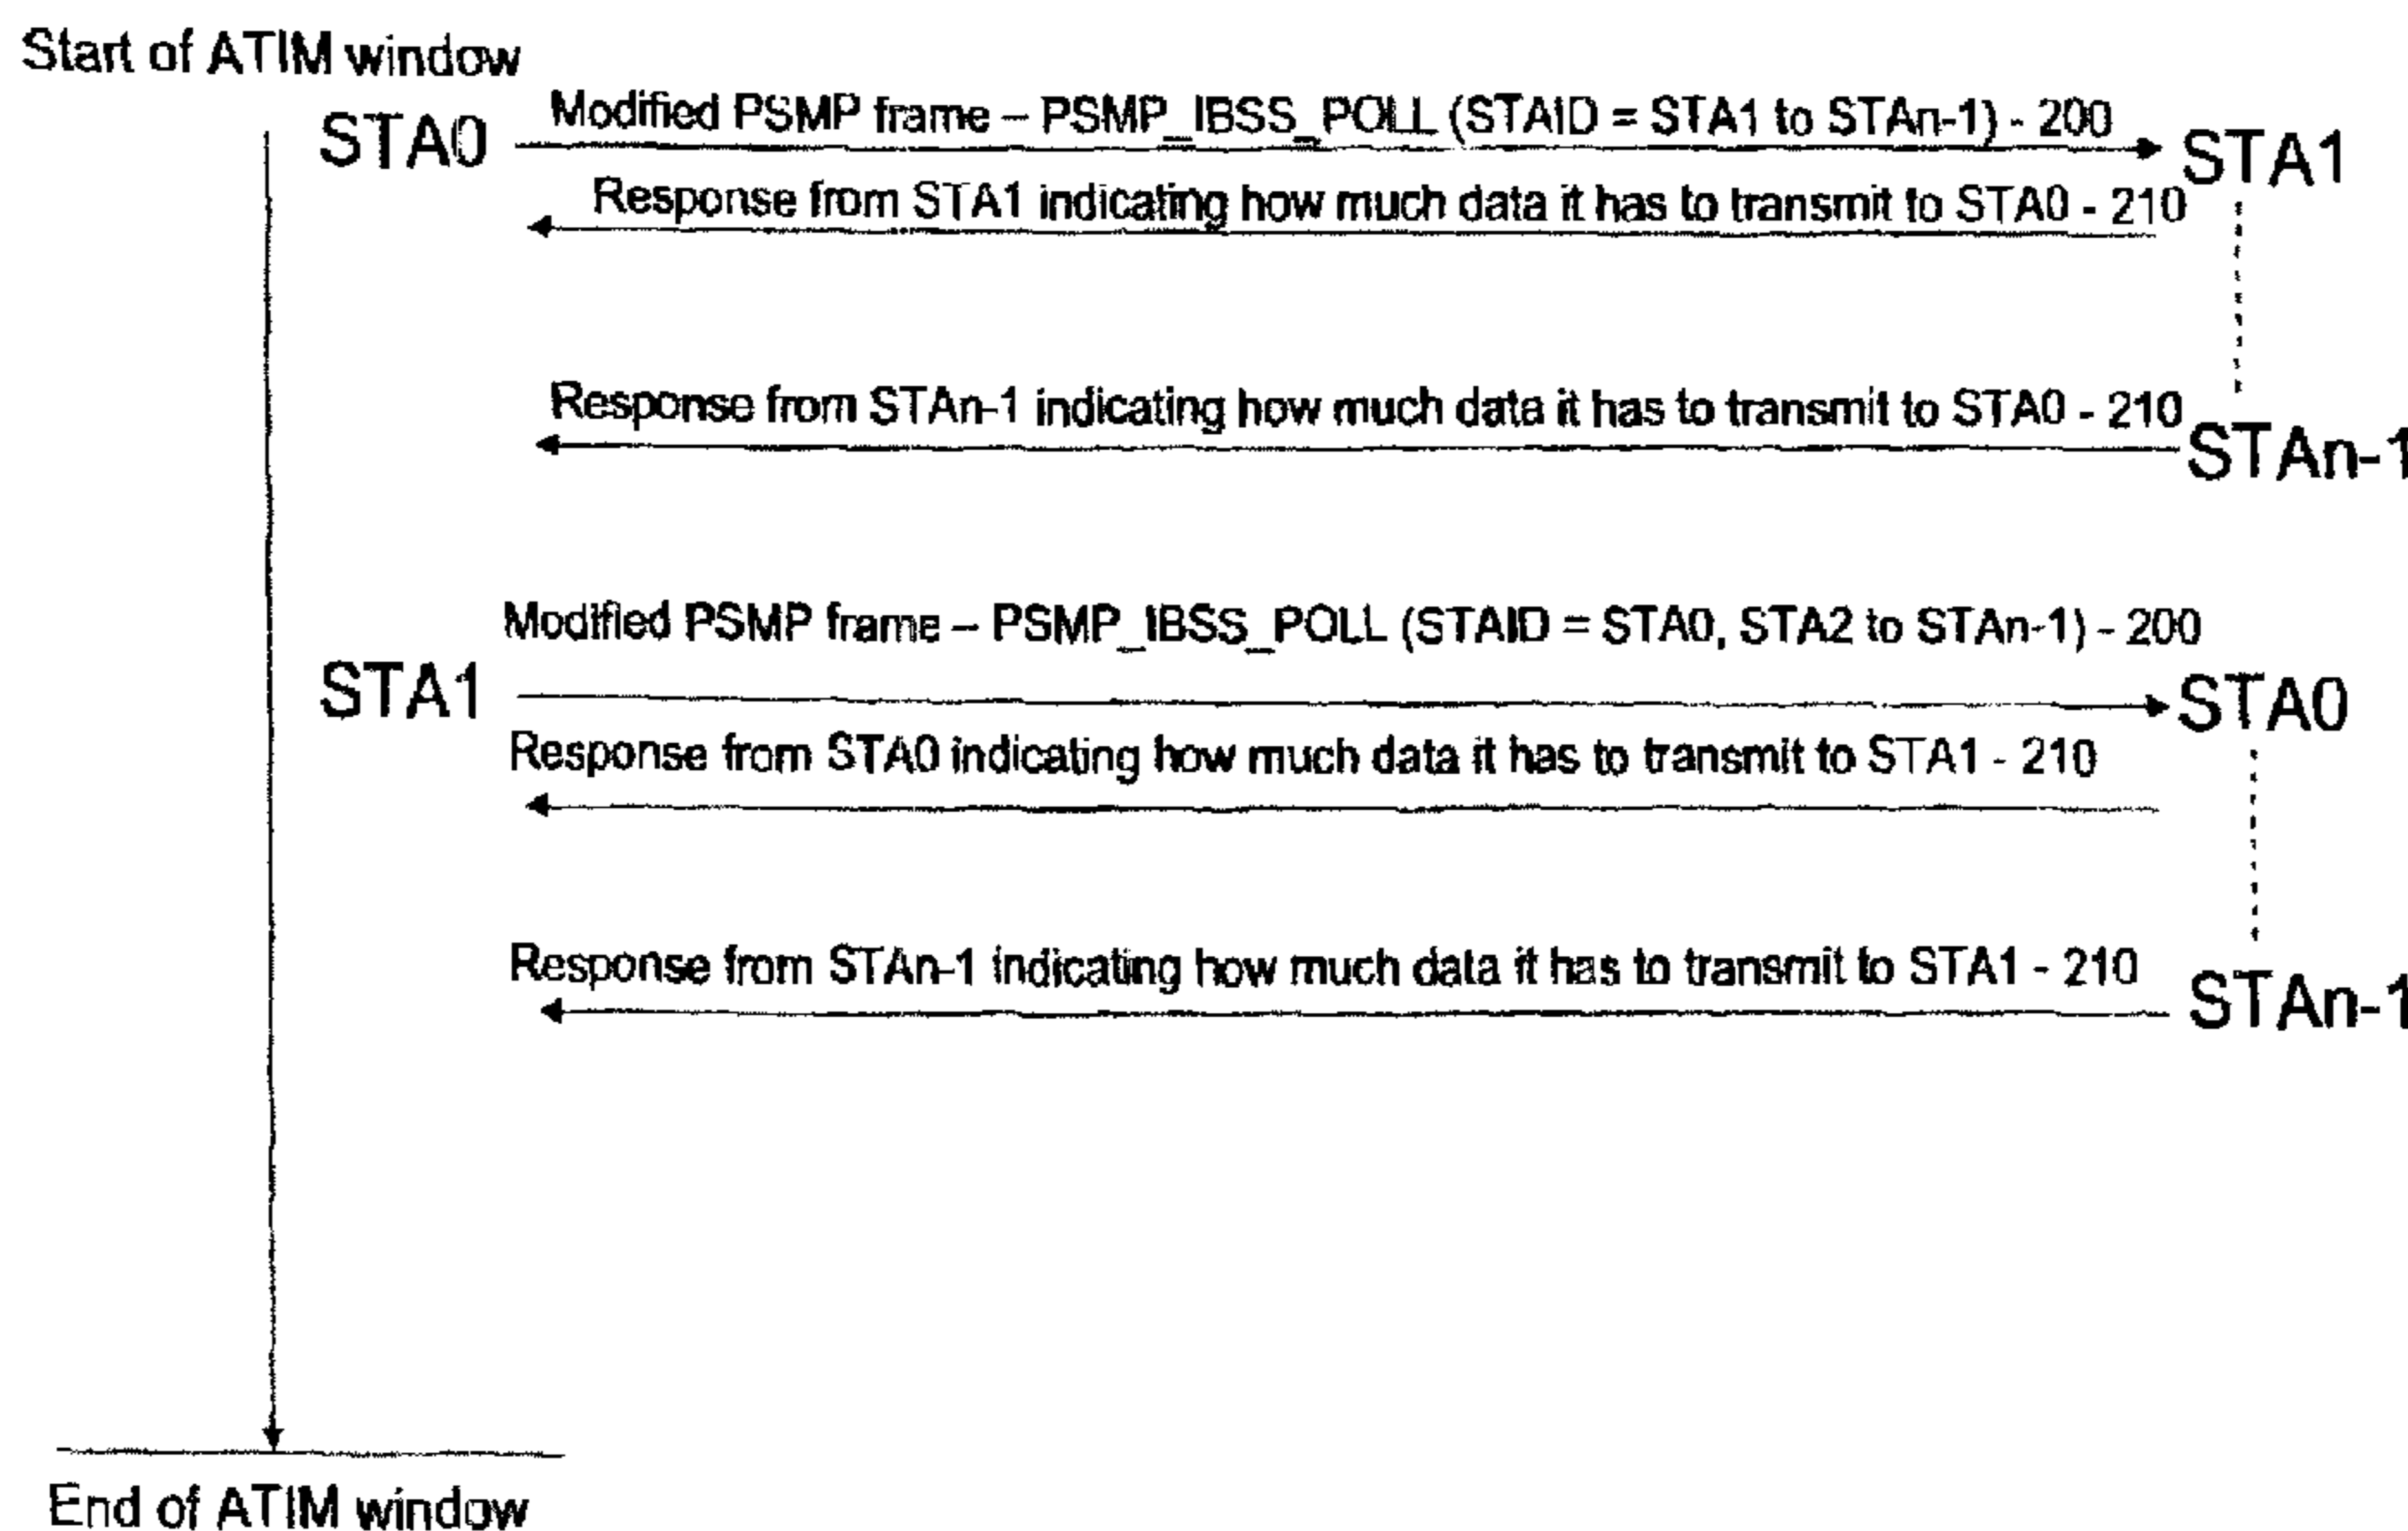 Start of ATIM window
STA0
Modified PSMP frame – PSMP_IBSS_POLL (STAID = STA1 to STAn-1) - 200
STA1
Response from STA1 indicating how much data it has to transmit to STA0 - 210
Response from STAn-1 indicating how much data it has to transmit to STA0 - 210
STAn-1
Modified PSMP frame – PSMP_IBSS_POLL (STAID = STA0, STA2 to STAn-1) - 200
STA1
STA0
Response from STA0 indicating how much data it has to transmit to STA1 - 210
Response from STAn-1 indicating how much data it has to transmit to STA1 - 210
STAn-1
End of ATIM window